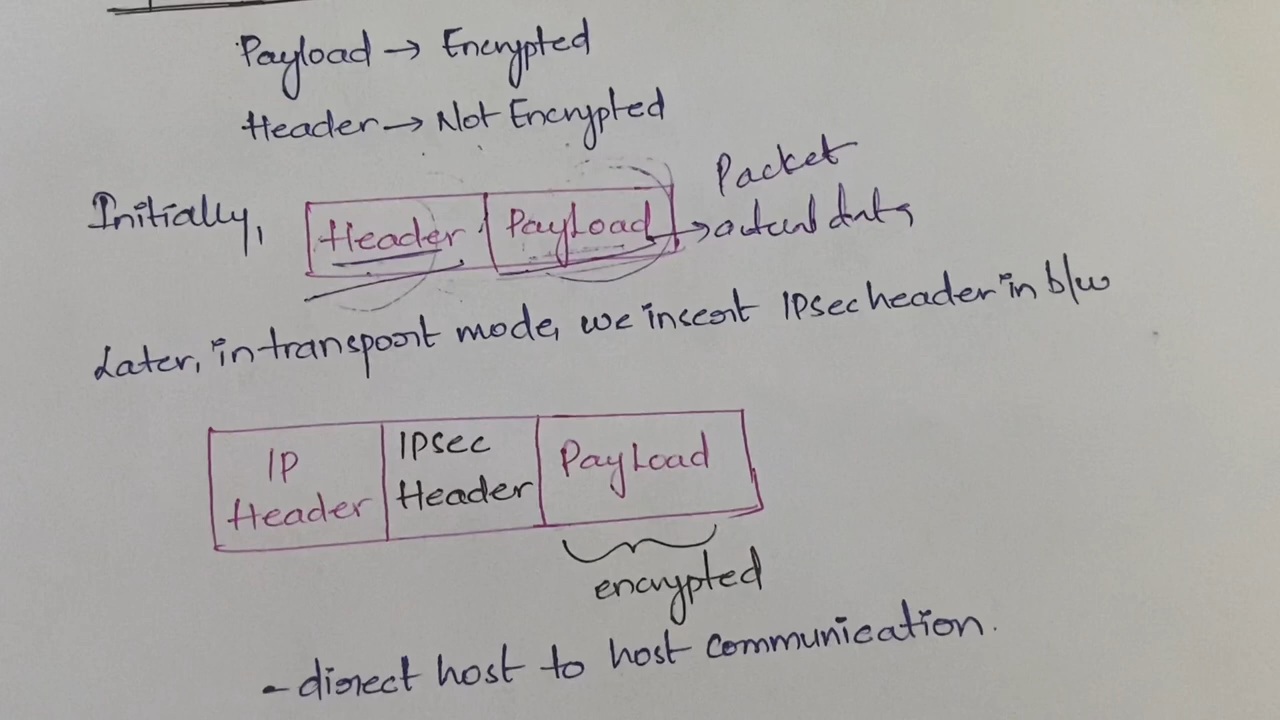 Payload → Encrypted
Header → Not Encrypted
Initially, Header Payload → Packet
actual data
Later, in transport mode, we insert IPsec header in b/w
IP Header IPsec Header Payload
encrypted
- direct host to host communication.